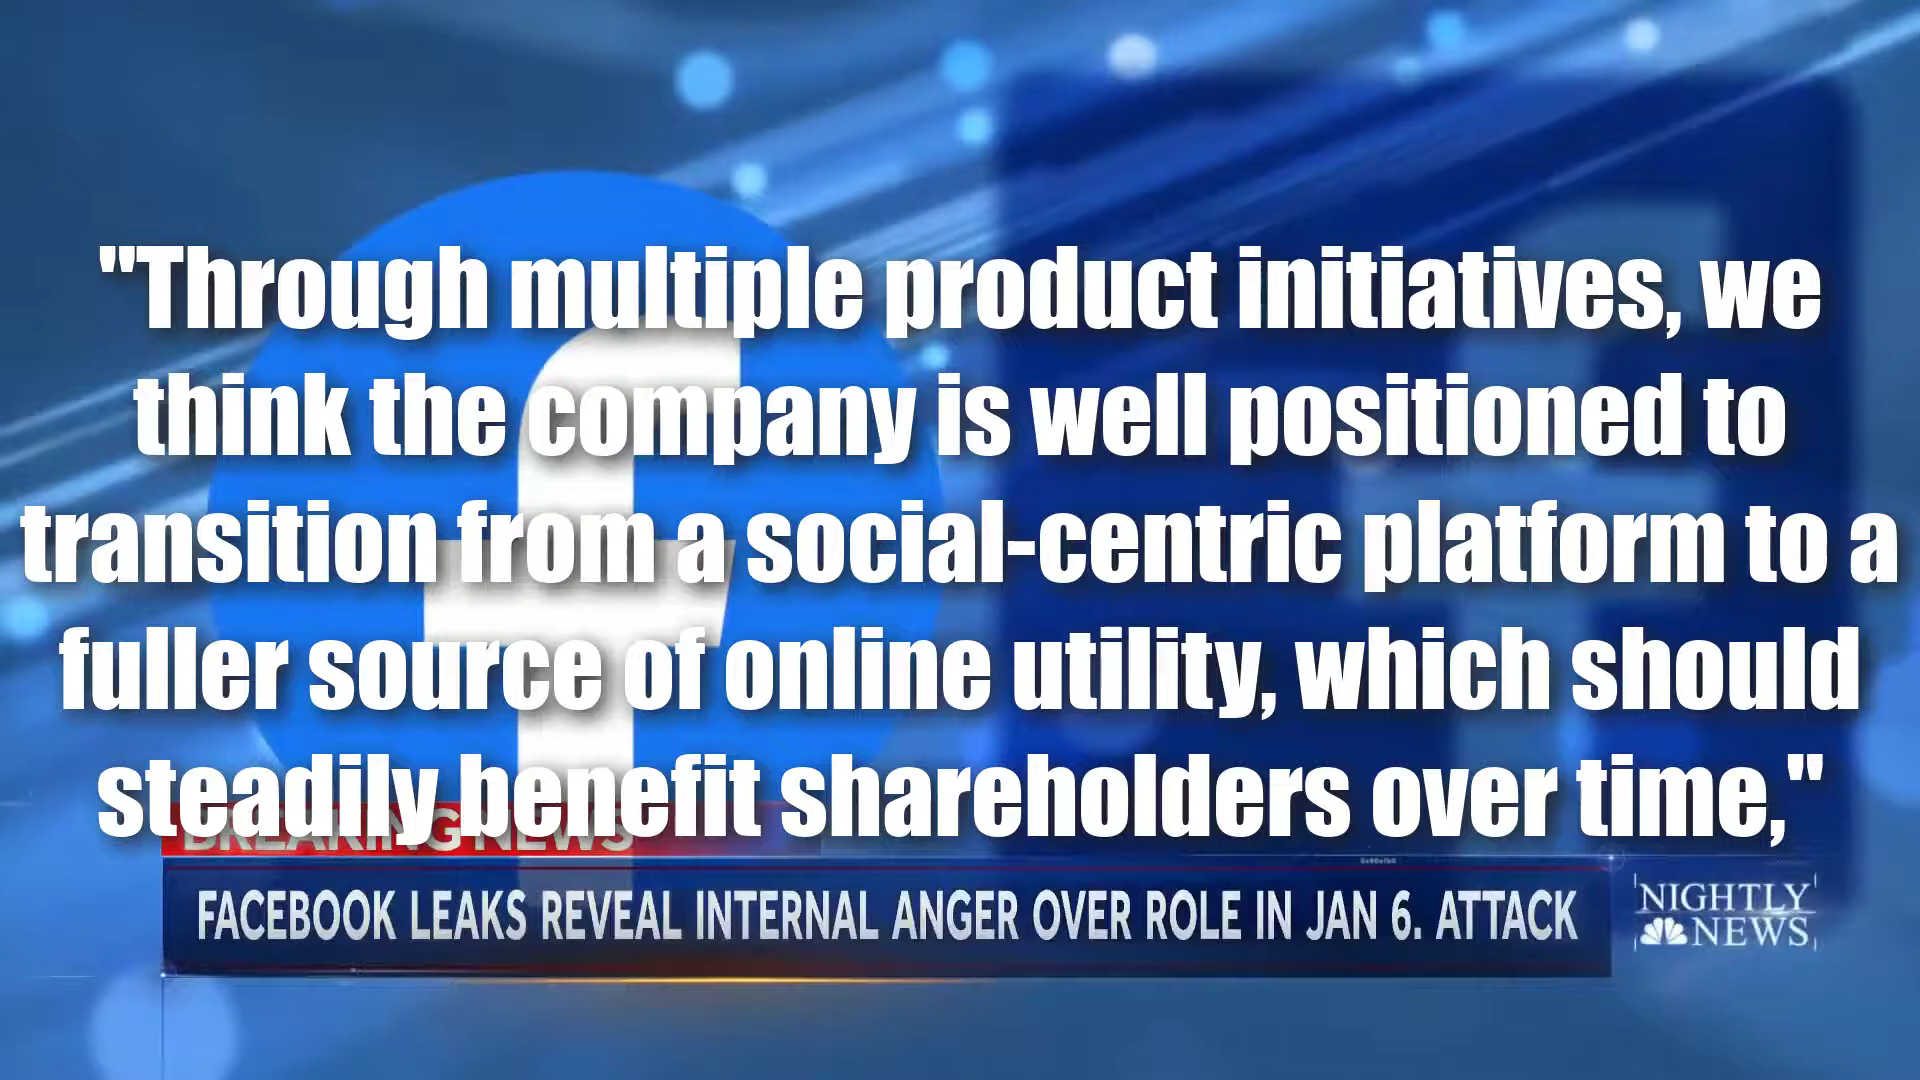 "Through multiple product initiatives, we
think the company is well positioned to
transition from a social-centric platform to a
fuller source of online utility, which should
steadily benefit shareholders over time,"
BREAKING NEWS
FACEBOOK LEAKS REVEAL INTERNAL ANGER OVER ROLE IN JAN 6. ATTACK
NIGHTLY
NEWS